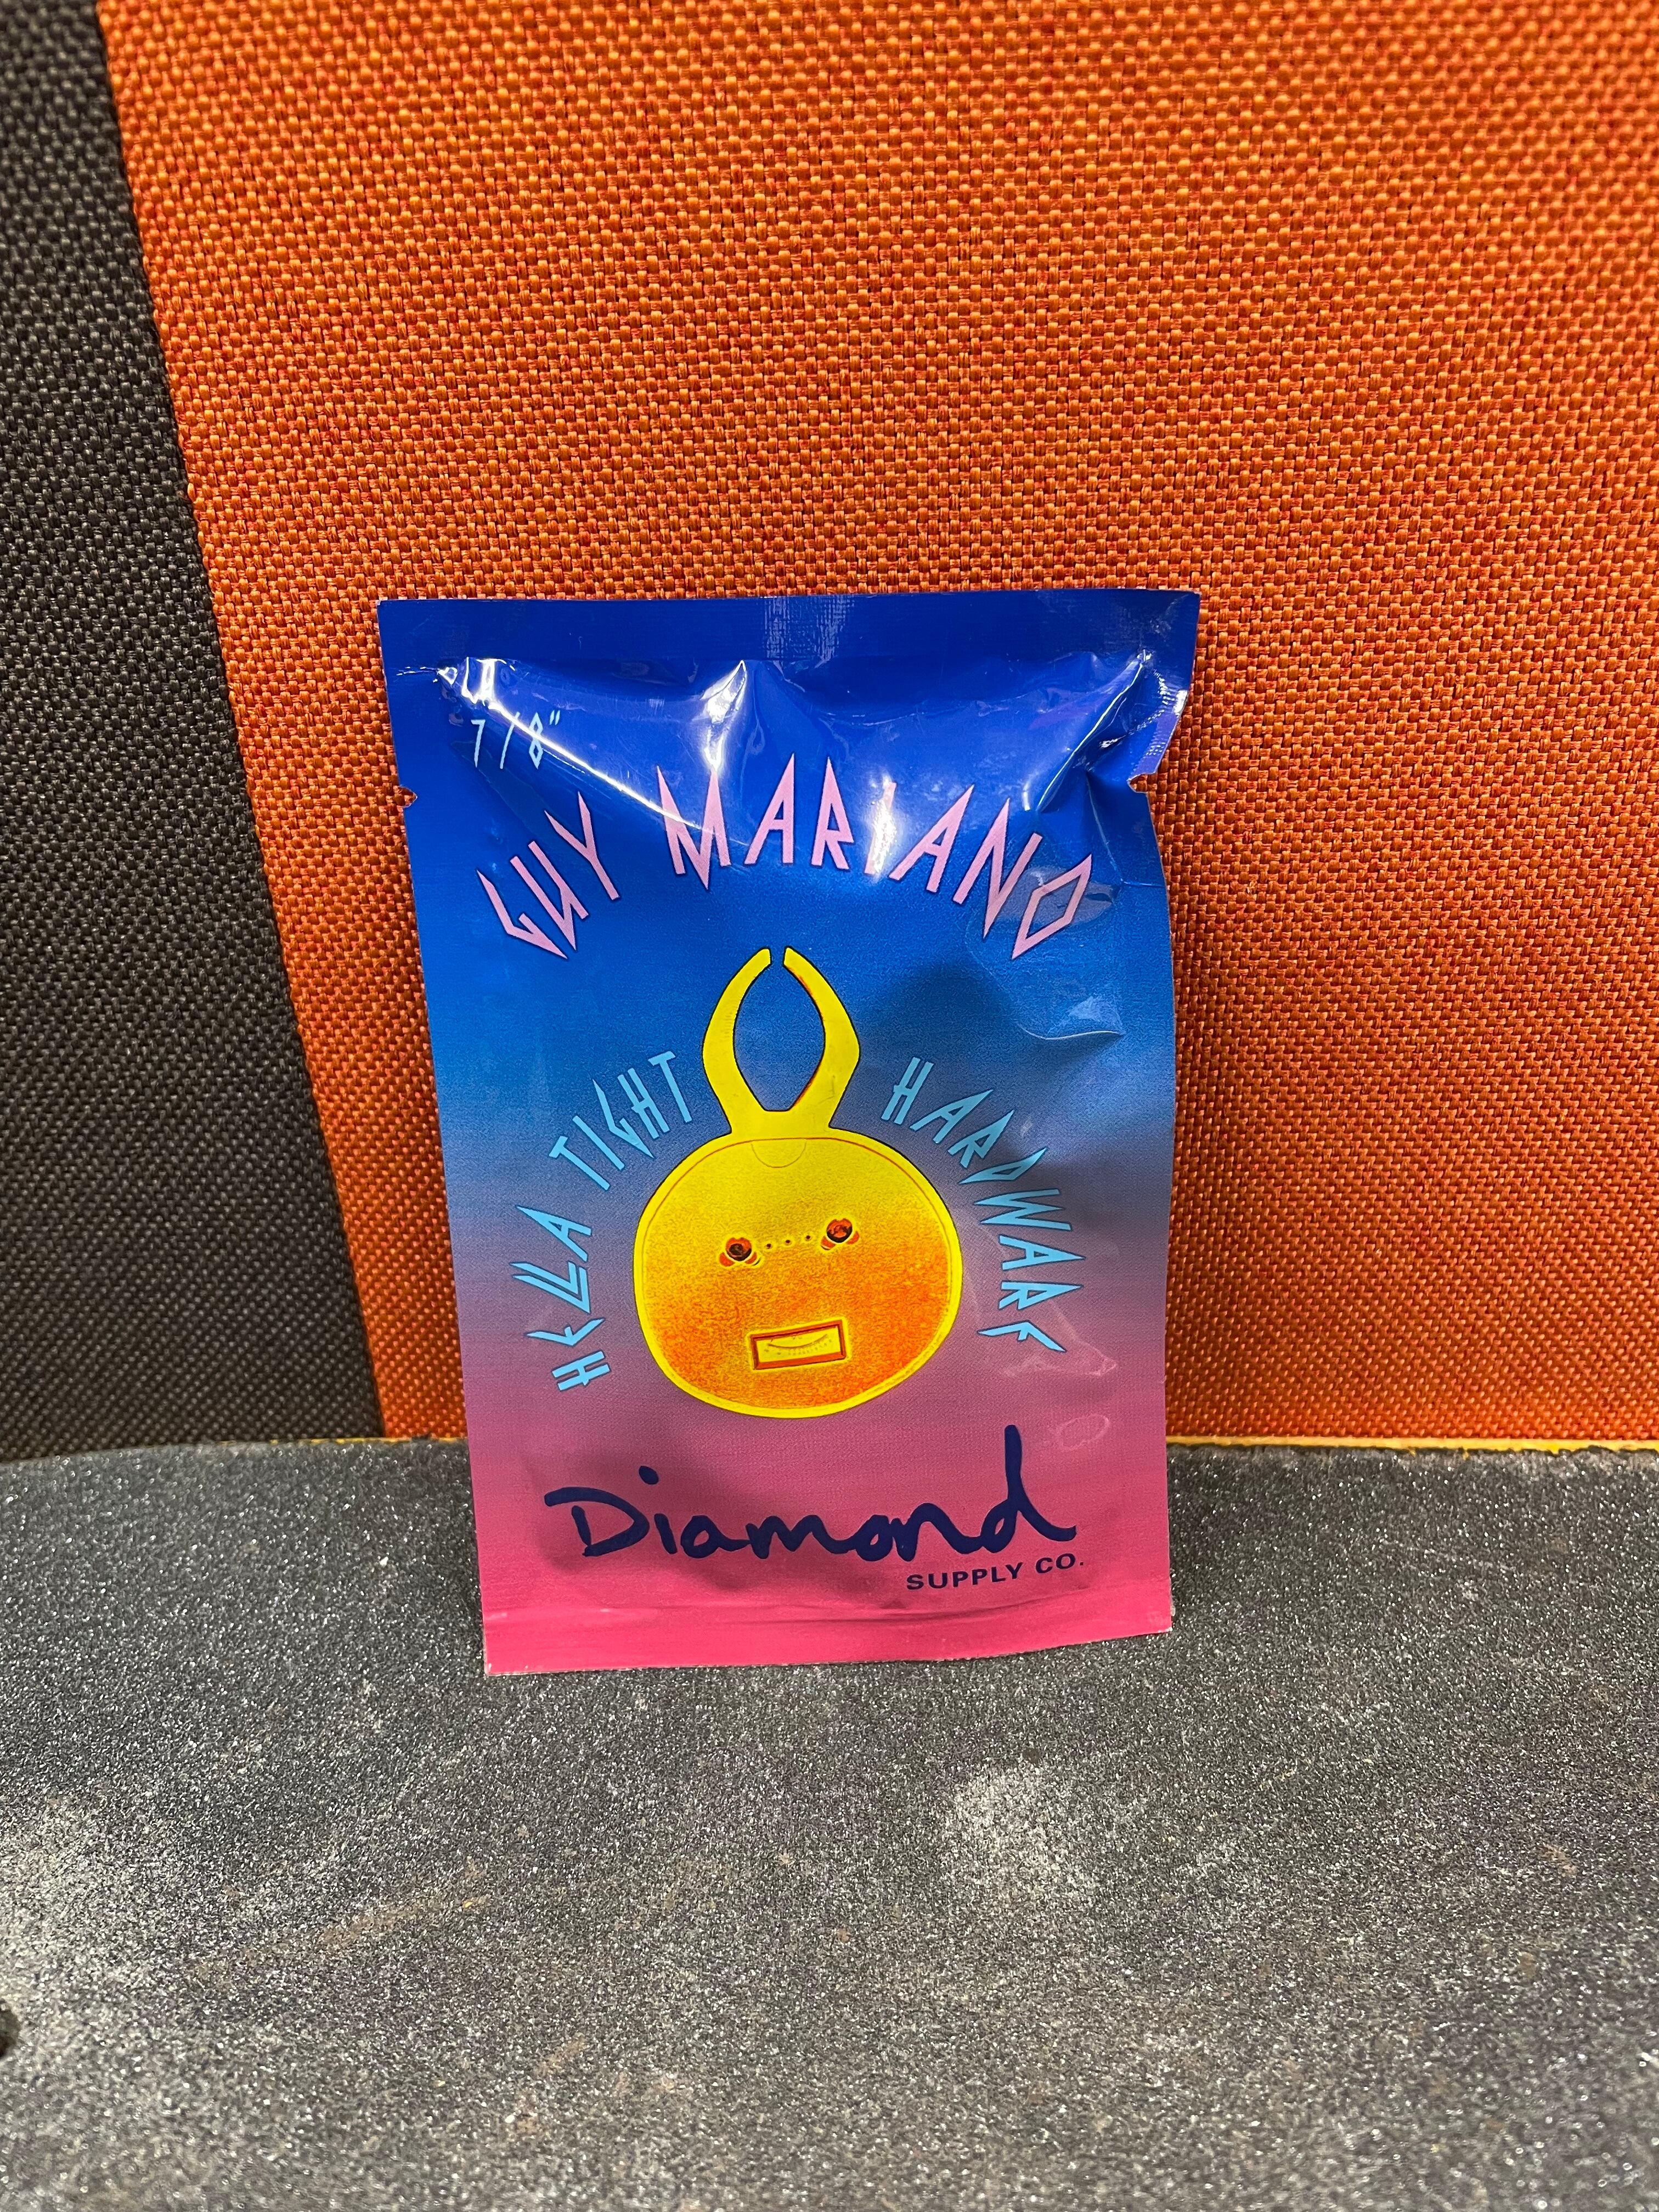 7/8"
GUY MARIANO
HELLA TIGHT HARDWARE
Diamond
SUPPLY CO.